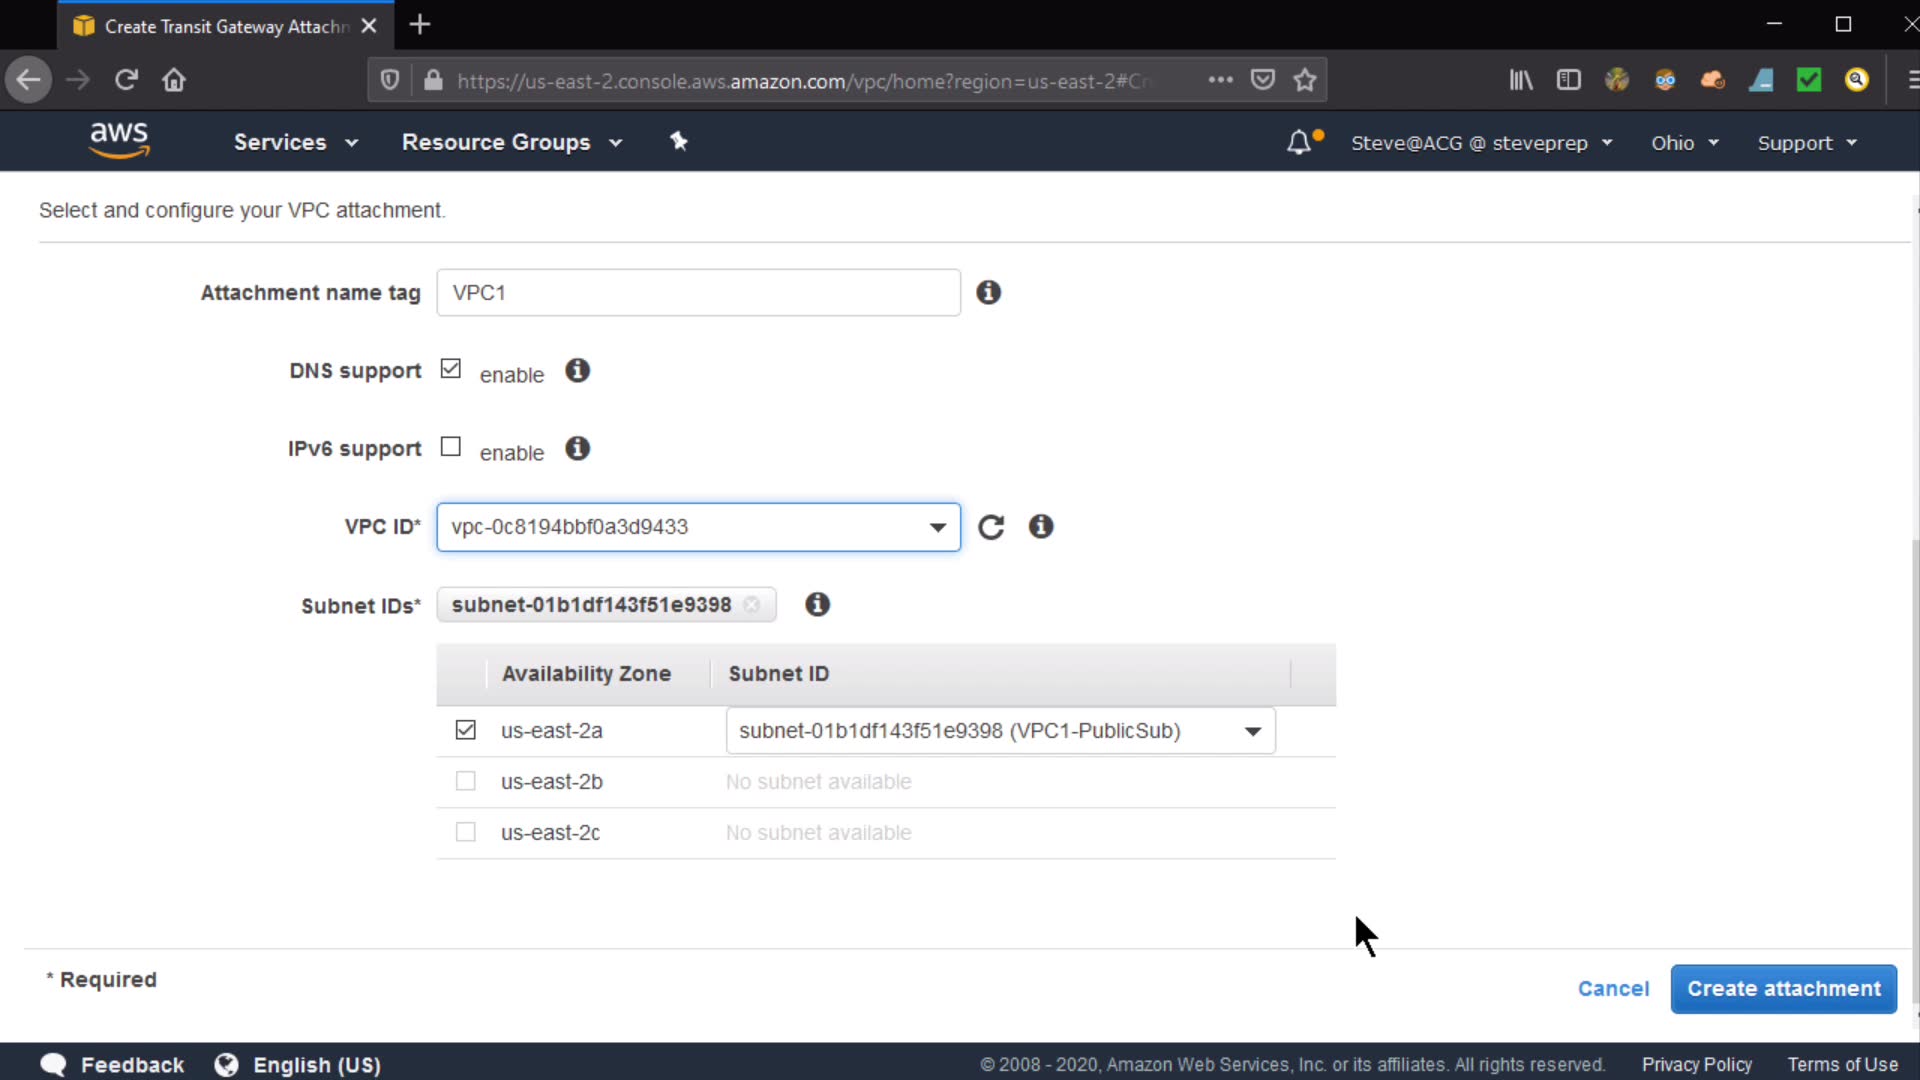 Create Transit Gateway Attachm
https://us-east-2.console.aws.amazon.com/vpc/home?region=us-east-2#Cr
aws Services Resource Groups Steve@ACG @ steveprep Ohio Support
Select and configure your VPC attachment.
Attachment name tag VPC1
DNS support enable
IPv6 support enable
VPC ID* vpc-0c8194bbf0a3d9433
Subnet IDs* subnet-01b1df143f51e9398
Availability Zone Subnet ID
us-east-2a subnet-01b1df143f51e9398 (VPC1-PublicSub)
us-east-2b No subnet available
us-east-2c No subnet available
* Required
Cancel Create attachment
Feedback English (US) © 2008 - 2020, Amazon Web Services, Inc. or its affiliates. All rights reserved. Privacy Policy Terms of Use